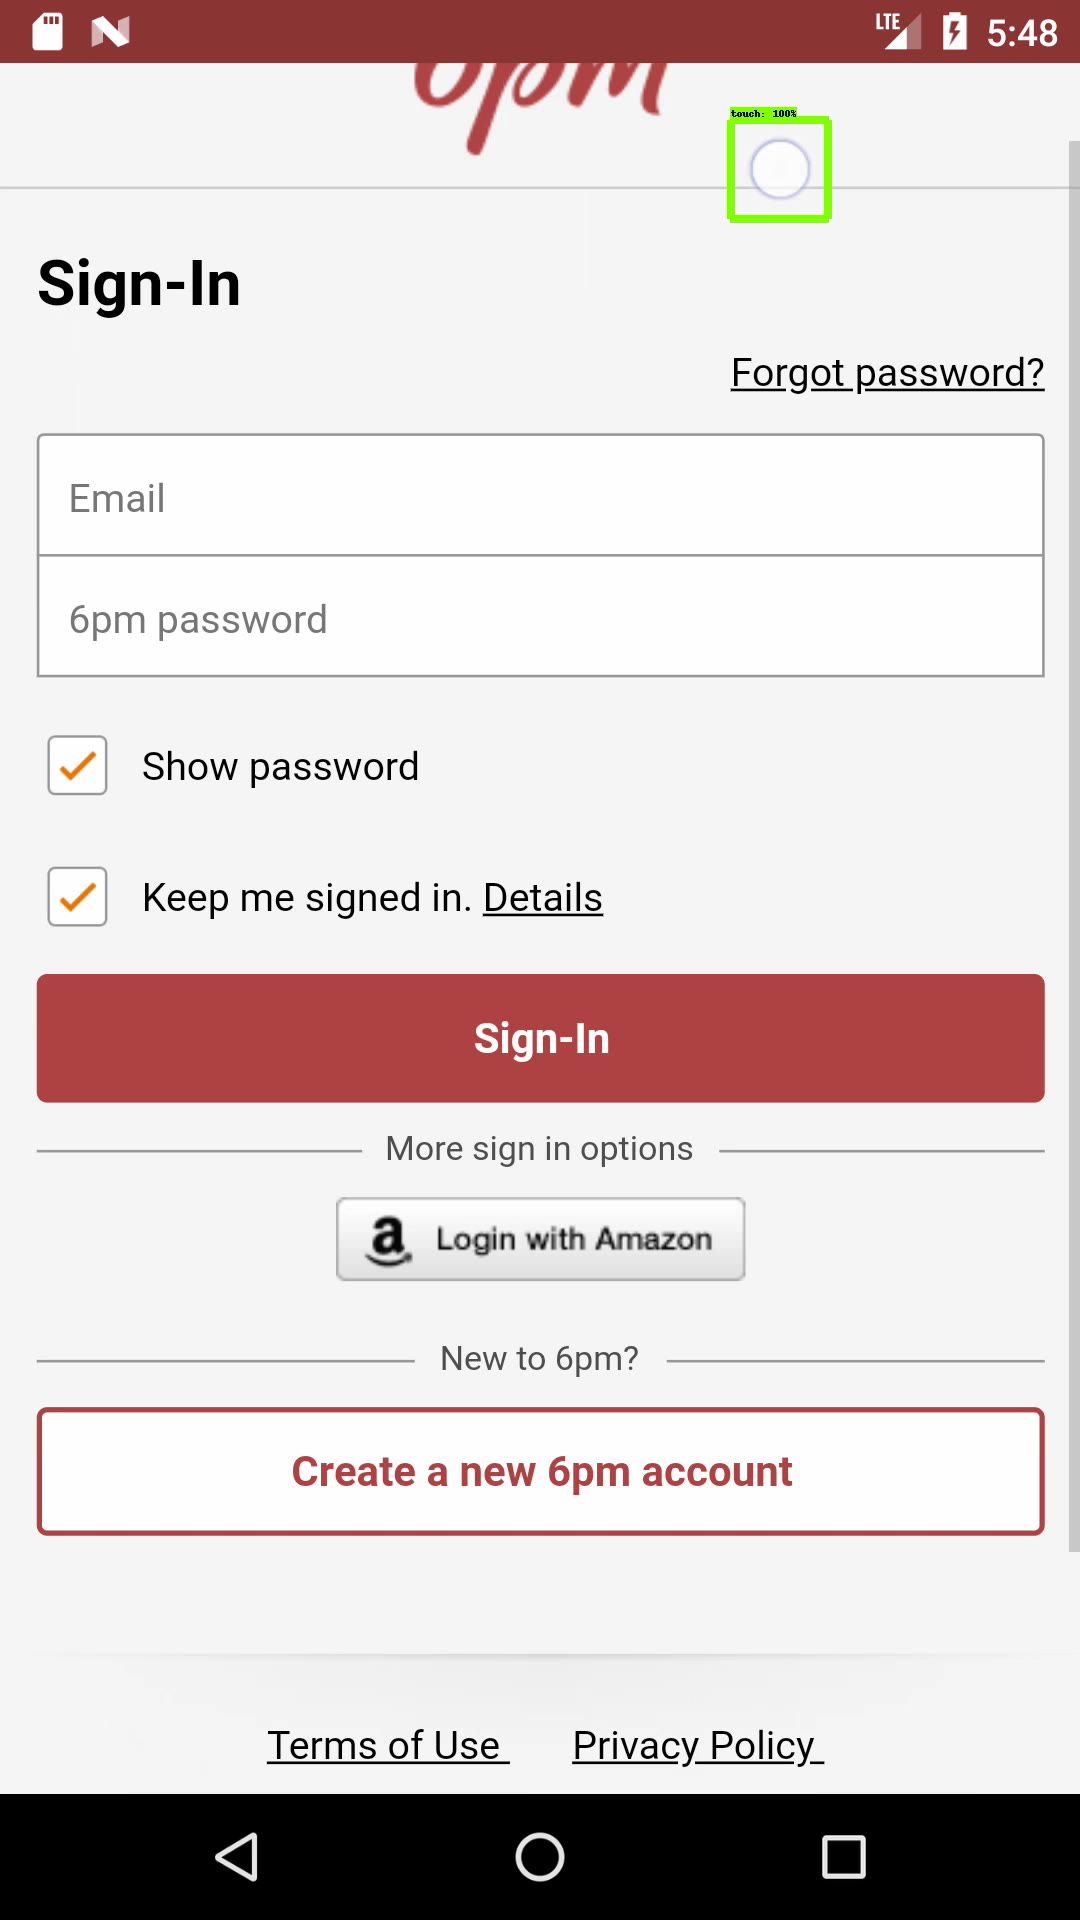 LTE 5:48
6pm
touch: 100%
Sign-In
Forgot password?
Email
6pm password
Show password
Keep me signed in. Details
Sign-In
More sign in options
a Login with Amazon
New to 6pm?
Create a new 6pm account
Terms of Use Privacy Policy